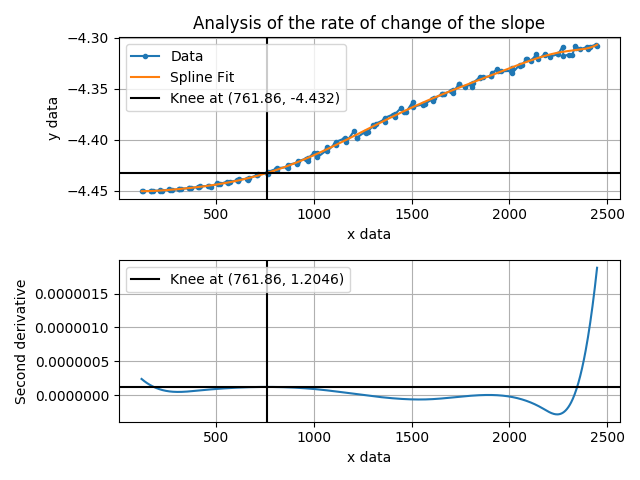 Analysis of the rate of change of the slope
−4.30
−4.35
−4.40
−4.45
y data
Data
Spline Fit
Knee at (761.86, -4.432)
500
1000
1500
2000
2500
x data
Knee at (761.86, 1.2046)
0.0000015
0.0000010
0.0000005
0.0000000
Second derivative
500
1000
1500
2000
2500
x data